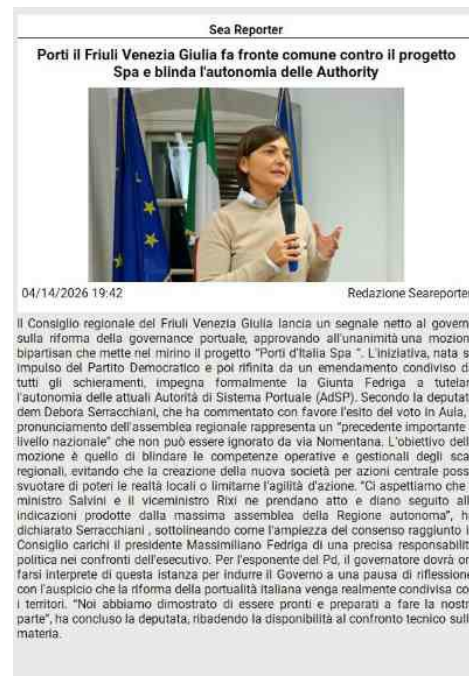 Sea Reporter
Porti il Friuli Venezia Giulia fa fronte comune contro il progetto
Spa e blinda l'autonomia delle Authority
04/14/2026 19:42
Redazione Seareporter
Il Consiglio regionale del Friuli Venezia Giulia lancia un segnale netto al govern
sulla riforma della governance portuale, approvando all'unanimità una mozion
bipartisan che mette nel mirino il progetto "Porti d'Italia Spa ". L'iniziativa, nata s
impulso del Partito Democratico e poi rifinita da un emendamento condiviso d
tutti gli schieramenti, impegna formalmente la Giunta Fedriga a tutelar
l'autonomia delle attuali Autorità di Sistema Portuale (AdSP). Secondo la deputat
dem Debora Serracchiani, che ha commentato con favore l'esito del voto in Aula,
pronunciamento dell'assemblea regionale rappresenta un "precedente importante
livello nazionale" che non può essere ignorato da via Nomentana. L'obiettivo dell
mozione è quello di blindare le competenze operative e gestionali degli sca
regionali, evitando che la creazione della nuova società per azioni centrale poss
svuotare di poteri le realtà locali o limitarne l'agilità d'azione. "Ci aspettiamo che
ministro Salvini e il viceministro Rixi ne prendano atto e diano seguito all
indicazioni prodotte dalla massima assemblea della Regione autonoma", h
dichiarato Serracchiani , sottolineando come l'ampiezza del consenso raggiunto i
Consiglio carichi il presidente Massimiliano Fedriga di una precisa responsabilit
politica nei confronti dell'esecutivo. Per l'esponente del Pd, il governatore dovrà or
farsi interprete di questa istanza per indurre il Governo a una pausa di riflession
con l'auspicio che la riforma della portualità italiana venga realmente condivisa co
i territori. "Noi abbiamo dimostrato di essere pronti e preparati a fare la nostr
parte", ha concluso la deputata, ribadendo la disponibilità al confronto tecnico sull
materia.